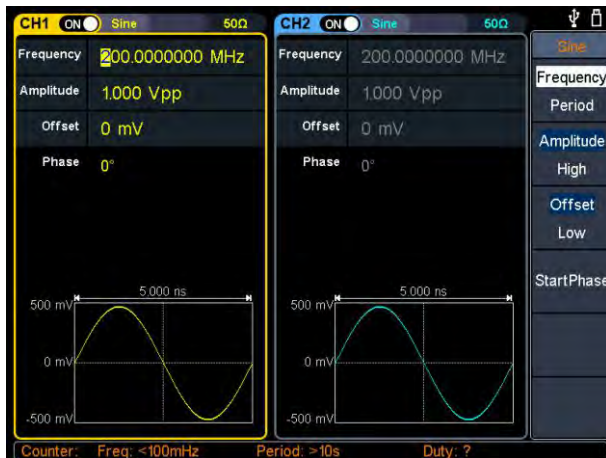 CH1 ON Sine 50Ω
Frequency 200.0000000 MHz
Amplitude 1.000 Vpp
Offset 0 mV
Phase 0°
5.000 ns
500 mV
0 mV
-500 mV
CH2 ON Sine 50Ω
Frequency 200.0000000 MHz
Amplitude 1.000 Vpp
Offset 0 mV
Phase 0°
5.000 ns
500 mV
0 mV
-500 mV
Sine
Frequency
Period
Amplitude
High
Offset
Low
StartPhase
Counter: Freq: <100mHz Period: >10s Duty: ?